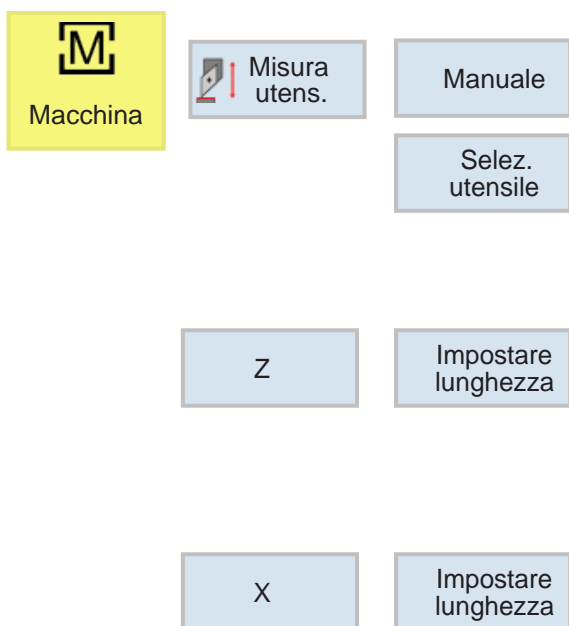 M
Macchina
Misura
utens.
Manuale
Selez.
utensile
Z
Impostare
lunghezza
X
Impostare
lunghezza